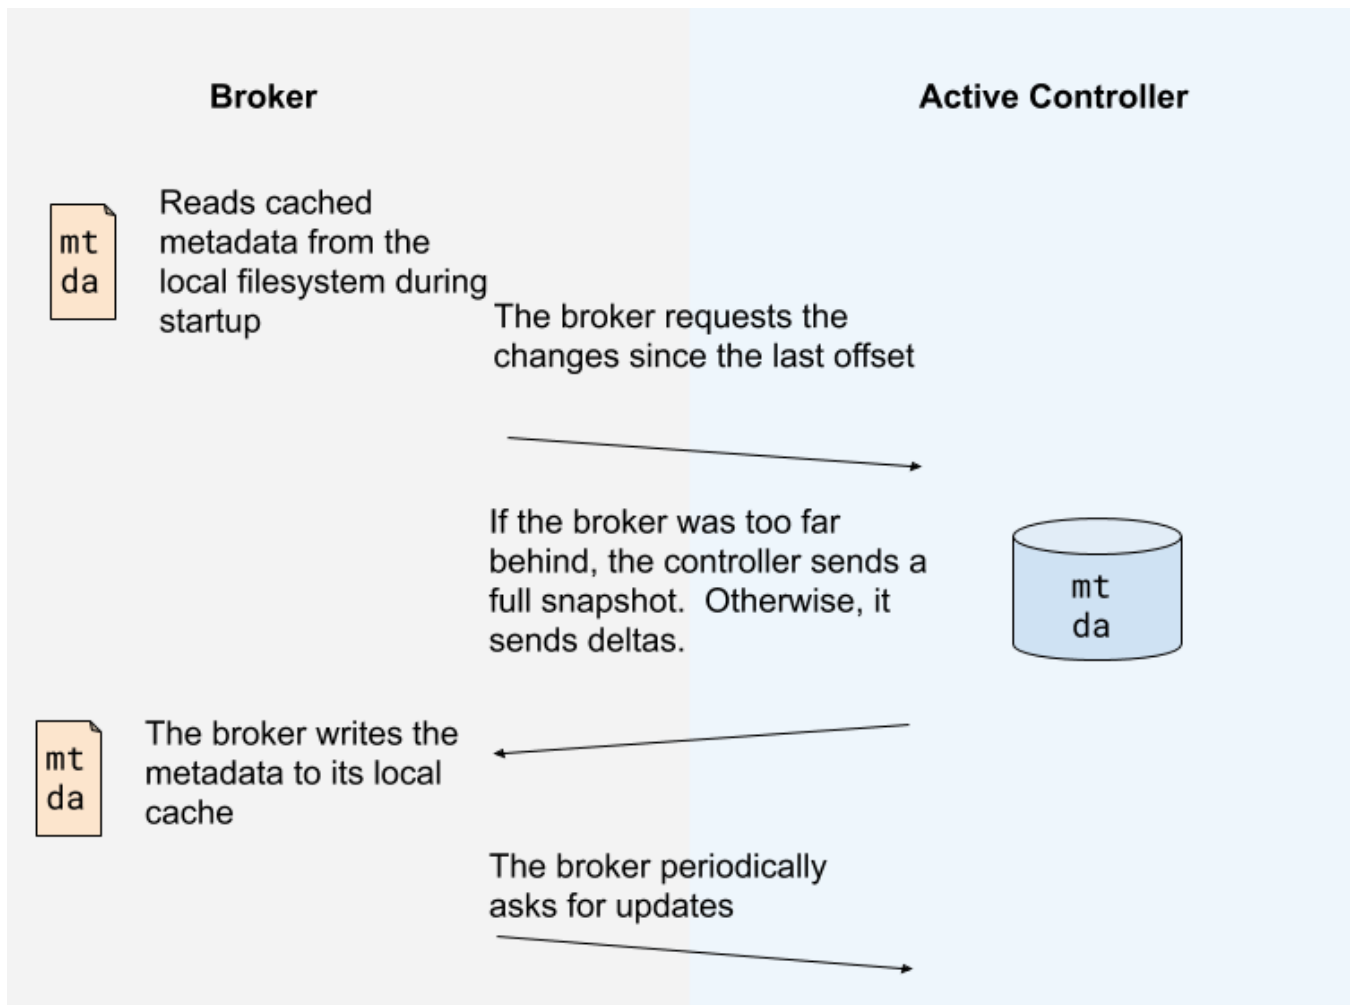 Broker
Active Controller
mt
da
Reads cached
metadata from the
local filesystem during
startup
The broker requests the
changes since the last offset
If the broker was too far
behind, the controller sends a
full snapshot.  Otherwise, it
sends deltas.
mt
da
mt
da
The broker writes the
metadata to its local
cache
The broker periodically
asks for updates